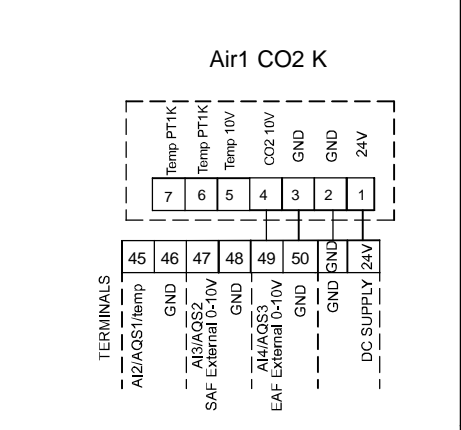 Air1 CO2 K
Temp PT1K
Temp PT1K
Temp 10V
CO2 10V
GND
GND
24V
7 6 5 4 3 2 1
45 46 47 48 49 50 GND 24V
TERMINALS
AI2/AQS1/temp
GND
AI3/AQS2
SAF External 0-10V
GND
AI4/AQS3
EAF External 0-10V
GND
GND
DC SUPPLY